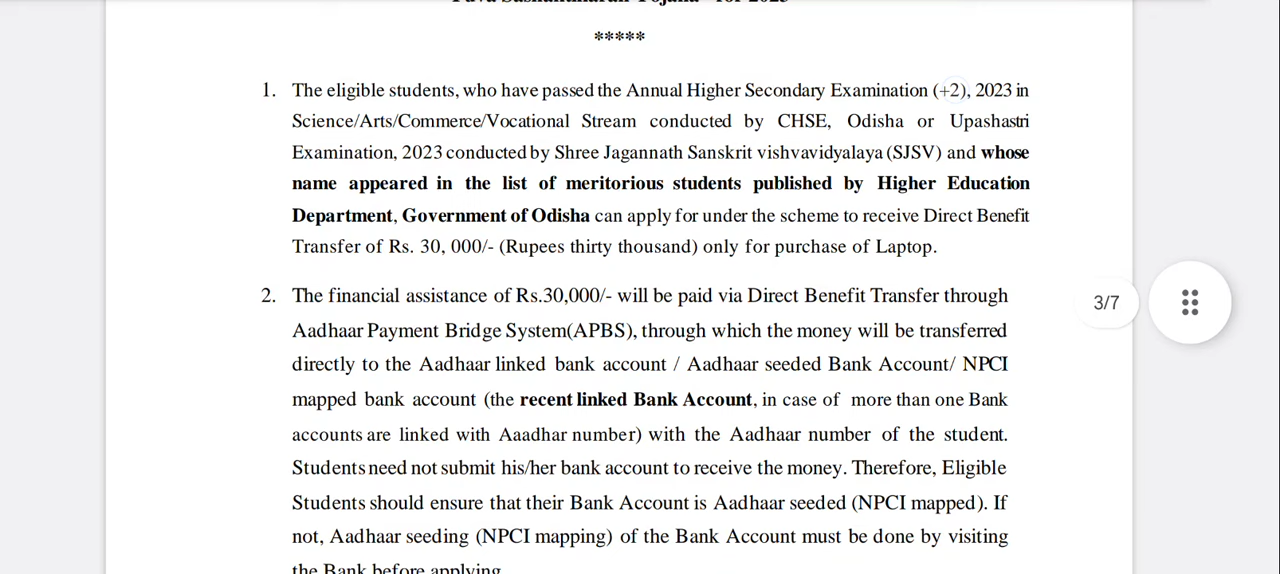 *****
1. The eligible students, who have passed the Annual Higher Secondary Examination (+2), 2023 in
Science/Arts/Commerce/Vocational Stream conducted by CHSE, Odisha or Upashastri
Examination, 2023 conducted by Shree Jagannath Sanskrit vishvavidyalaya (SJSV) and whose
name appeared in the list of meritorious students published by Higher Education
Department, Government of Odisha can apply for under the scheme to receive Direct Benefit
Transfer of Rs. 30, 000/- (Rupees thirty thousand) only for purchase of Laptop.
2. The financial assistance of Rs.30,000/- will be paid via Direct Benefit Transfer through
Aadhaar Payment Bridge System(APBS), through which the money will be transferred
directly to the Aadhaar linked bank account / Aadhaar seeded Bank Account/ NPCI
mapped bank account (the recent linked Bank Account, in case of more than one Bank
accounts are linked with Aaadhar number) with the Aadhaar number of the student.
Students need not submit his/her bank account to receive the money. Therefore, Eligible
Students should ensure that their Bank Account is Aadhaar seeded (NPCI mapped). If
not, Aadhaar seeding (NPCI mapping) of the Bank Account must be done by visiting
the Bank before applying.
3/7